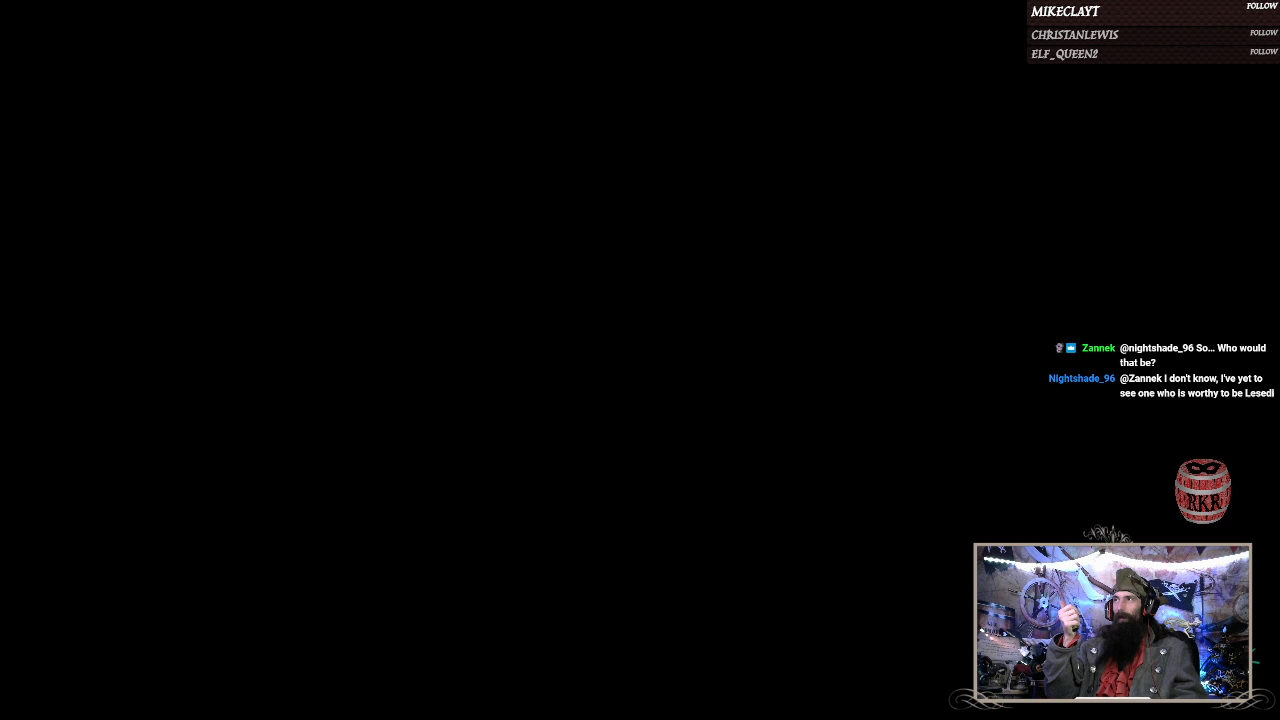 MIKECLAYT FOLLOW
CHRISTANLEWIS FOLLOW
ELF_QUEEN2 FOLLOW
Zannek @nightshade_96 So... Who would
that be?
Nightshade_96 @Zannek I don't know, I've yet to
see one who is worthy to be Lesedi
RKR